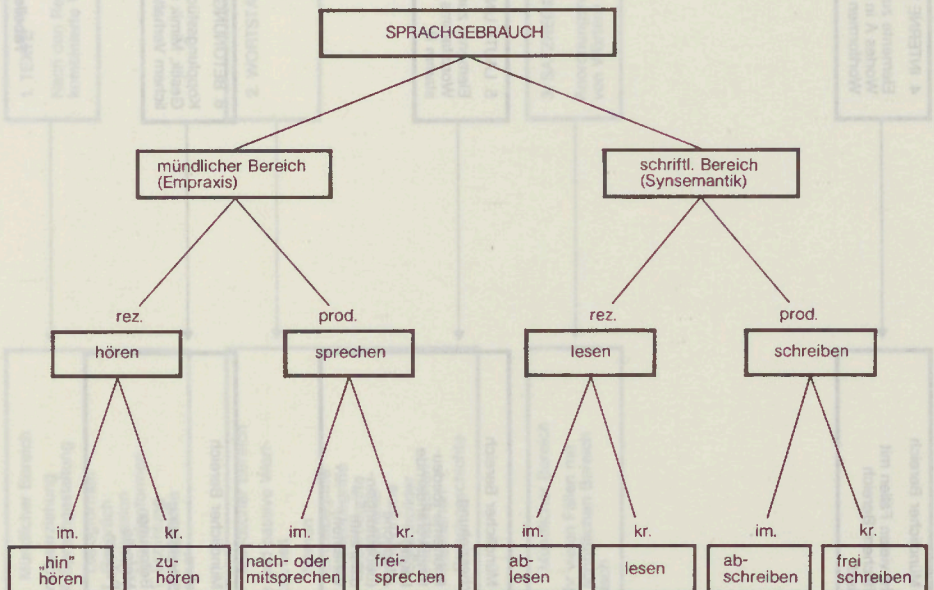 SPRACHGEBRAUCH
mündlicher Bereich
(Empraxis)
schriftl. Bereich
(Synsemantik)
rez.
prod.
rez.
prod.
hören
sprechen
lesen
schreiben
im.
kr.
im.
kr.
im.
kr.
im.
kr.
„hin"
hören
zu-
hören
nach- oder
mitsprechen
frei-
sprechen
ab-
lesen
lesen
ab-
schreiben
frei
schreiben